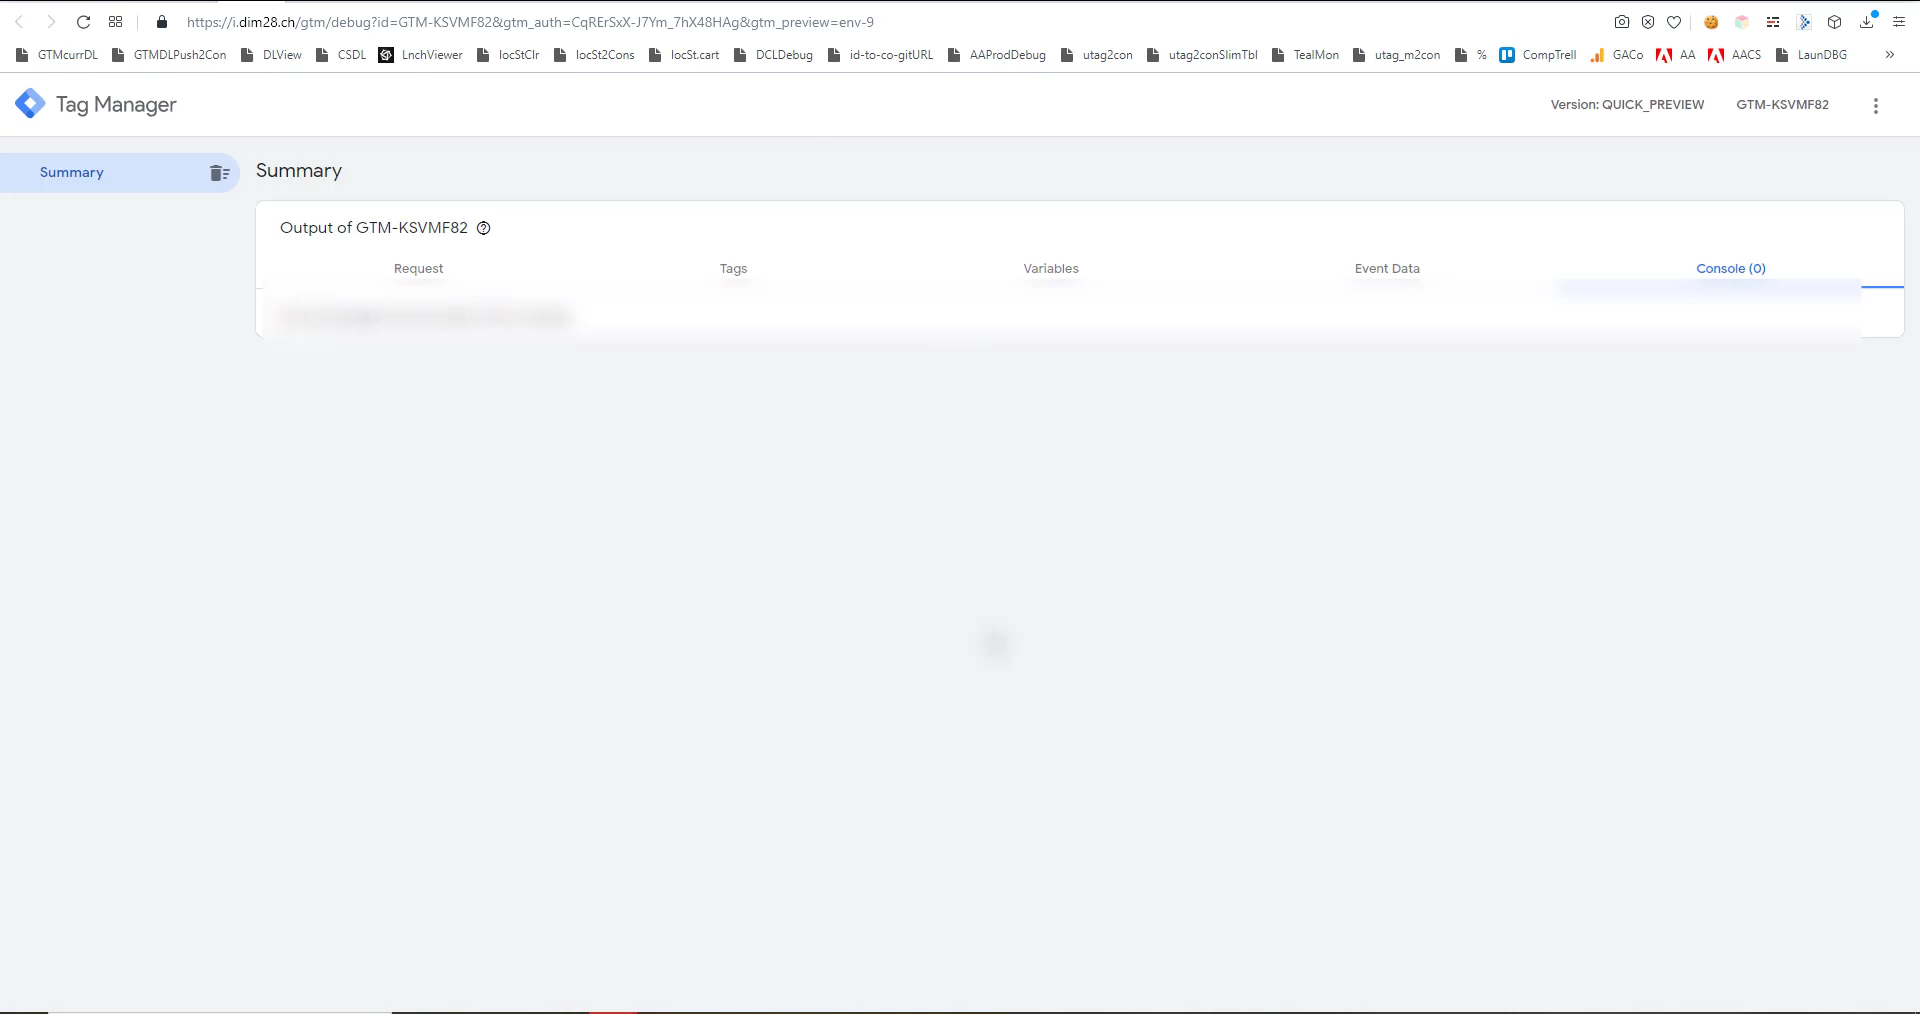 https://i.dim28.ch/gtm/debug?id=GTM-KSVMF82&gtm_auth=CqRErSxX-J7Ym_7hX48HAg&gtm_preview=env-9
GTMcurrDL GTMDLPush2Con DLView CSDL LnchViewer locStClr locSt2Cons locSt.cart DCLDebug id-to-co-gitURL AAProdDebug utag2con utag2conSlimTbl TealMon utag_m2con % CompTrell GACo AA AACS LaunDBG »
Tag Manager Version: QUICK_PREVIEW GTM-KSVMF82
Summary Summary
Output of GTM-KSVMF82
Request Tags Variables Event Data Console (0)